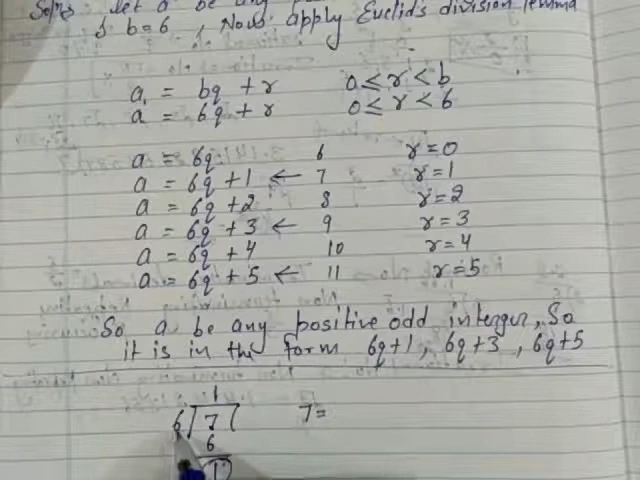 Soln: Let a be any
& b=6 , Now apply Euclid's division lemma
a = bq + r 0 ≤ r < b
a = 6q + r 0 ≤ r < 6
a = 6q 6 r=0
a = 6q + 1 ← 7 r=1
a = 6q + 2 8 r=2
a = 6q + 3 ← 9 r=3
a = 6q + 4 10 r=4
a = 6q + 5 ← 11 r=5
So a be any positive odd interger, So
it is in the form 6q+1, 6q+3, 6q+5
1
6 7 7=
6
1